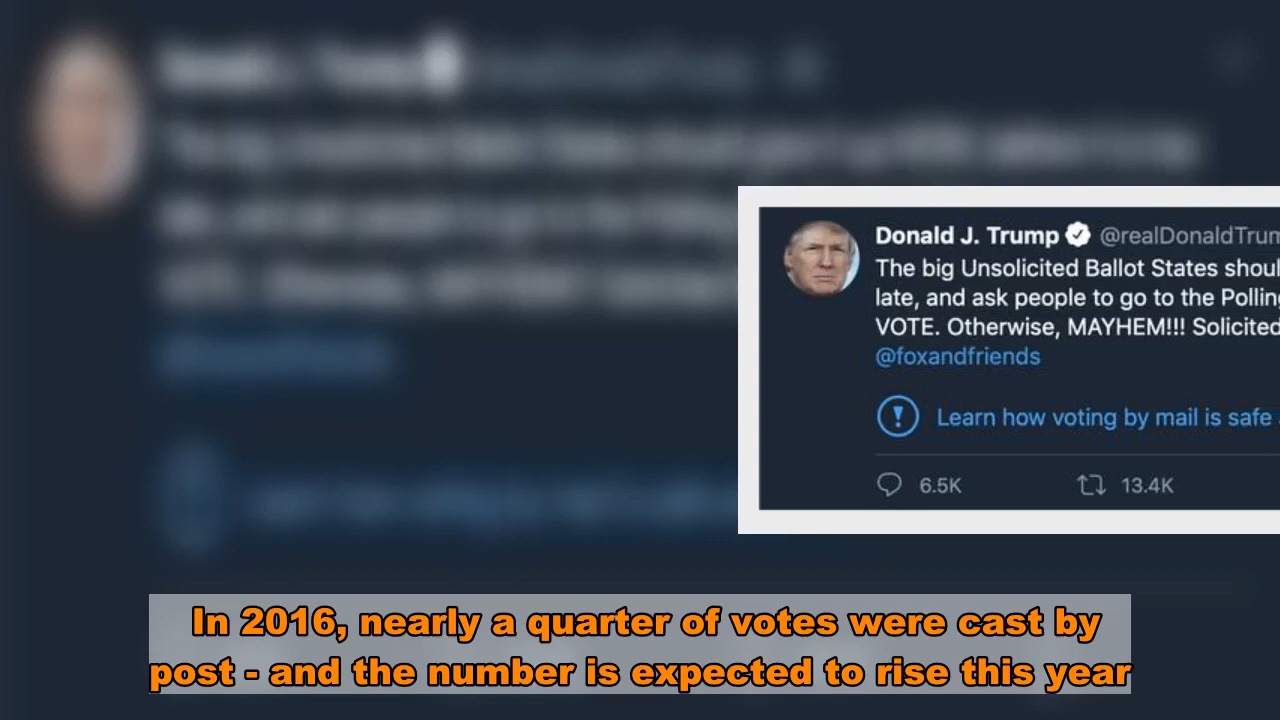 Donald J. Trump @realDonaldTrum
The big Unsolicited Ballot States shoul
late, and ask people to go to the Polling
VOTE. Otherwise, MAYHEM!!! Solicited
@foxandfriends
Learn how voting by mail is safe
6.5K 13.4K
In 2016, nearly a quarter of votes were cast by
post - and the number is expected to rise this year